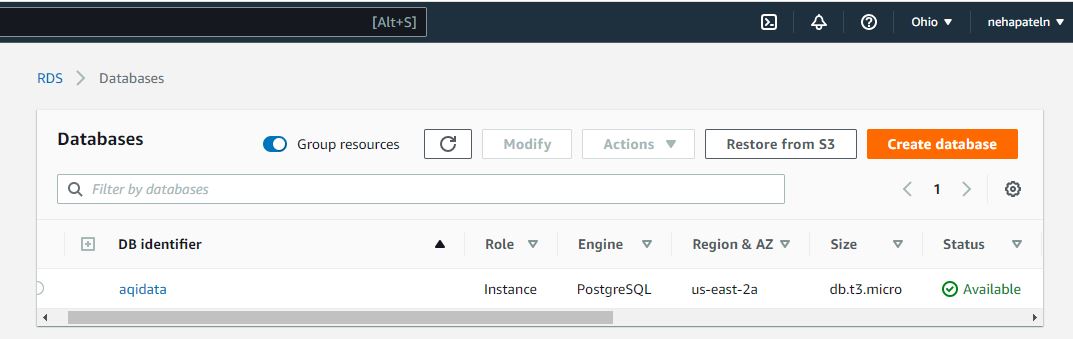 [Alt+S] Ohio nehapateln
RDS Databases
Databases Group resources Modify Actions Restore from S3 Create database
Filter by databases 1
DB identifier Role Engine Region & AZ Size Status
aqidata Instance PostgreSQL us-east-2a db.t3.micro Available